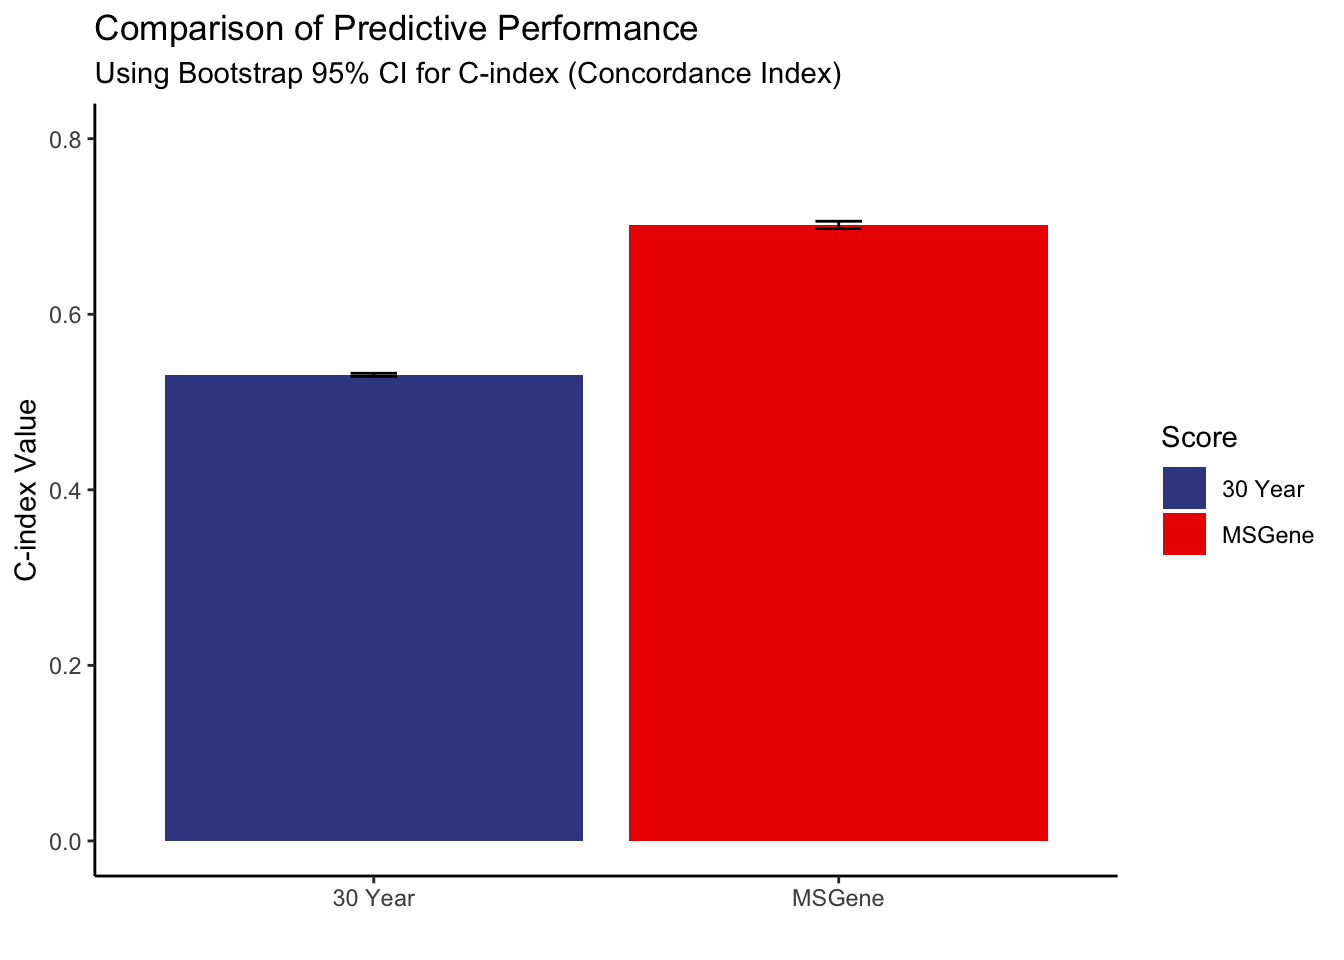 Comparison of Predictive Performance
Using Bootstrap 95% CI for C-index (Concordance Index)
C-index Value
0.8
0.6
0.4
0.2
0.0
30 Year
MSGene
Score
30 Year
MSGene